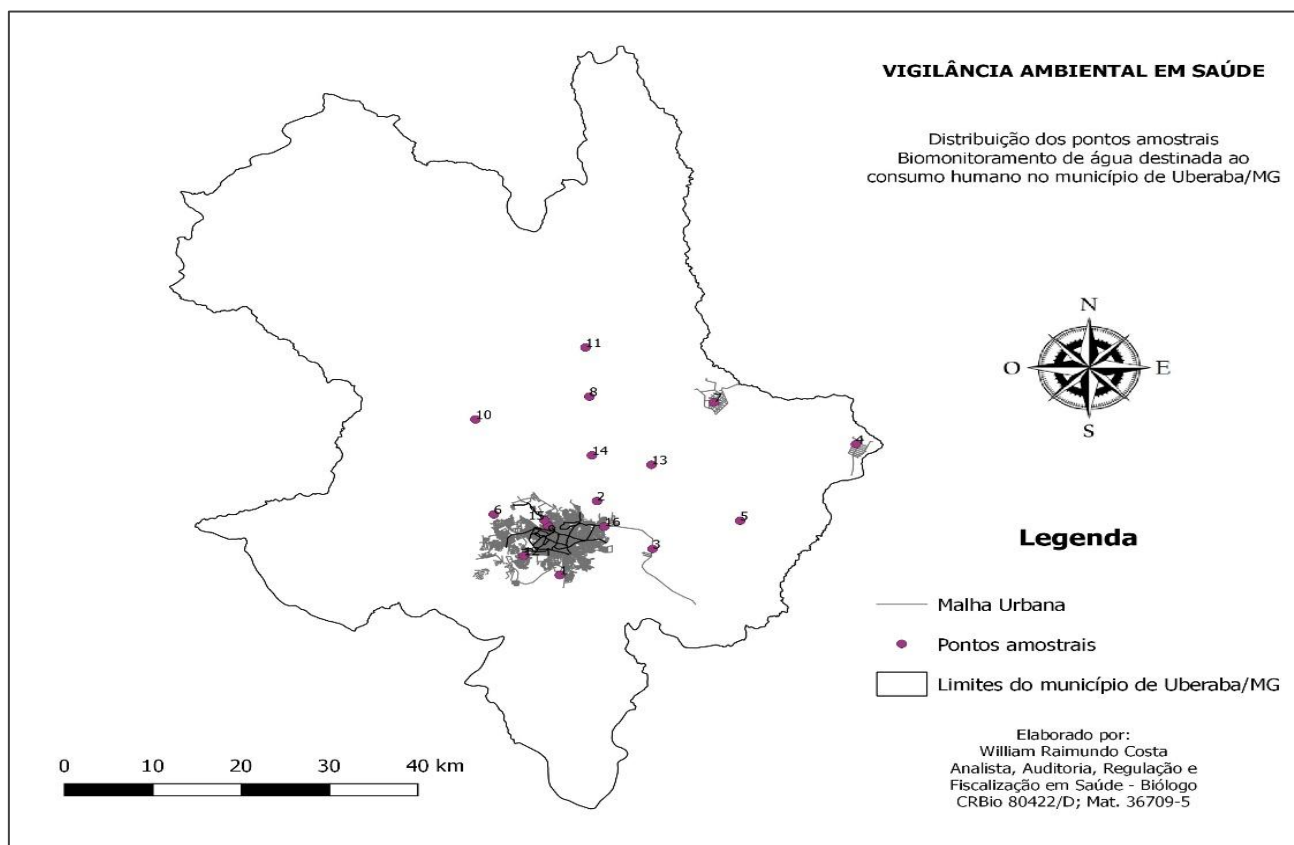 VIGILÂNCIA AMBIENTAL EM SAÚDE
Distribuição dos pontos amostrais
Biomonitoramento de água destinada ao
consumo humano no município de Uberaba/MG
N
O
E
S
11
8
7
10
4
14
13
2
6
15
9
16
5
3
1
Legenda
Malha Urbana
Pontos amostrais
Limites do município de Uberaba/MG
Elaborado por:
William Raimundo Costa
Analista, Auditoria, Regulação e
Fiscalização em Saúde - Biólogo
CRBio 80422/D; Mat. 36709-5
0 10 20 30 40 km